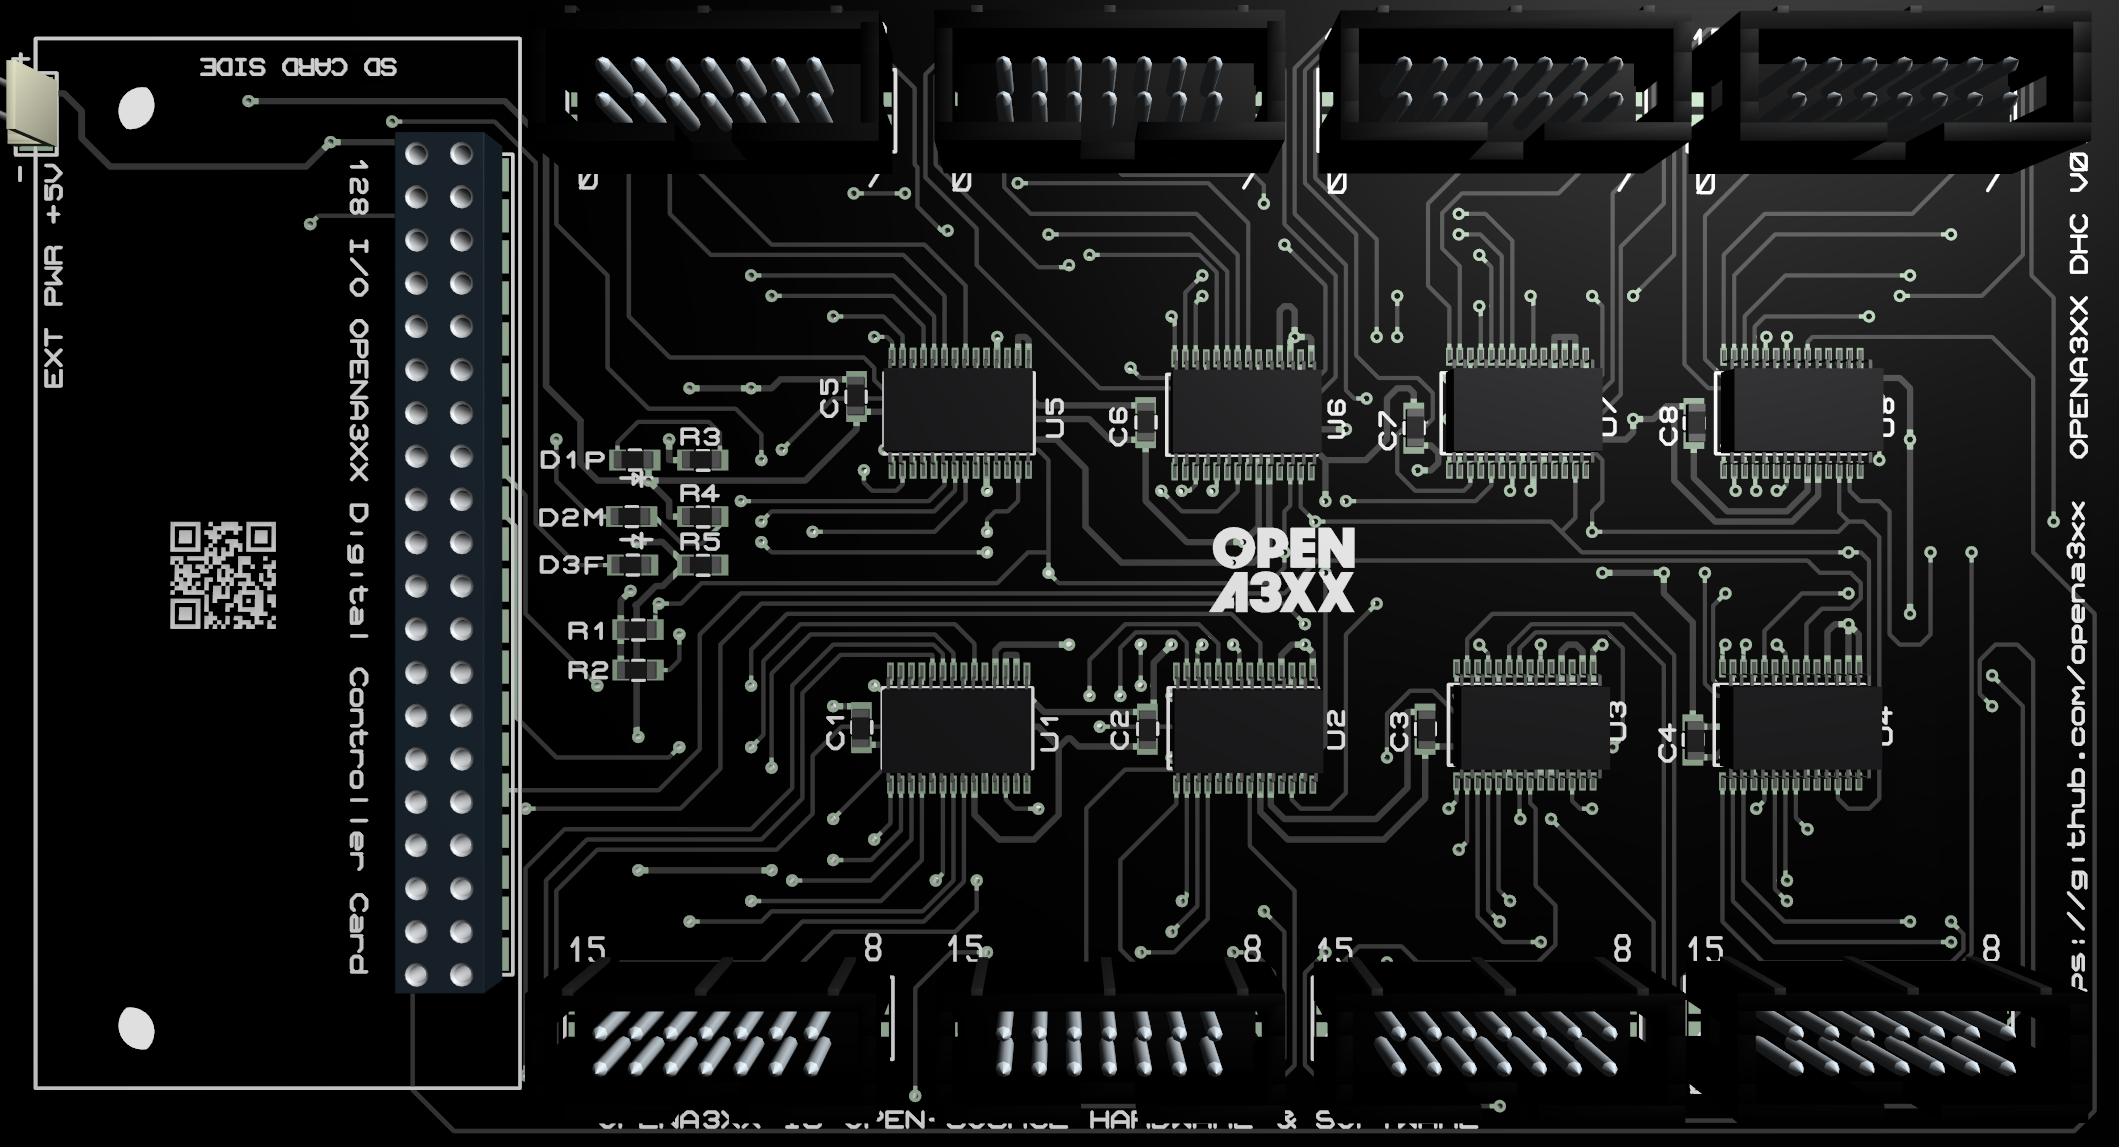 SD CARD SIDE
+
-
EXT PWR +5V
128 I/O OPENA3XX Digital Controller Card
0
7
0
7
0
7
0
7
OPENA3XX DHC V0
C5
U5
C6
U6
C7
U7
C8
U8
D1P
R3
D2M
R4
D3F
R5
R1
R2
OPEN
A3XX
C1
U1
C2
U2
C3
U3
C4
U4
ps://github.com/opena3xx
15
8
15
8
15
8
15
8
OPENA3XX IS OPEN-SOURCE HARDWARE & SOFTWARE